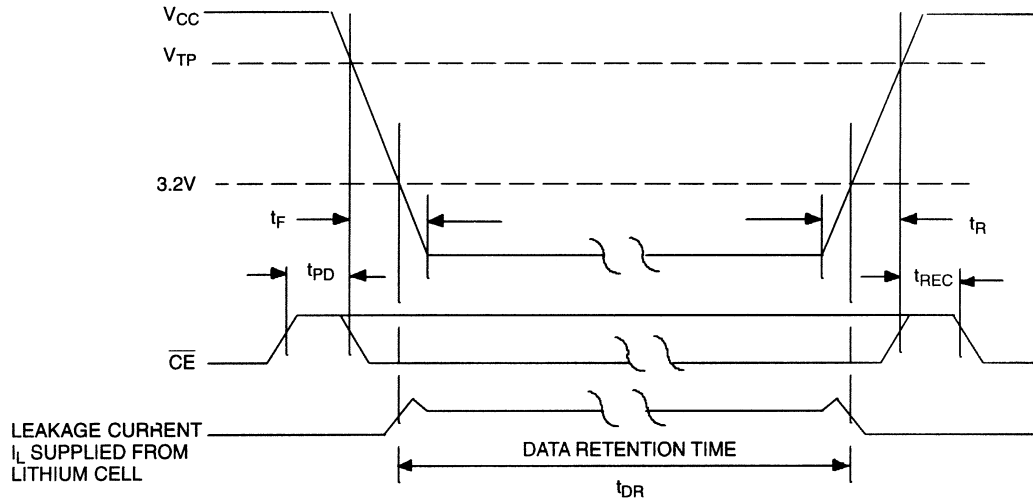 VCC
VTP
3.2V
tF
tR
tPD
tREC
CE
LEAKAGE CURRENT
IL SUPPLIED FROM
LITHIUM CELL
DATA RETENTION TIME
tDR